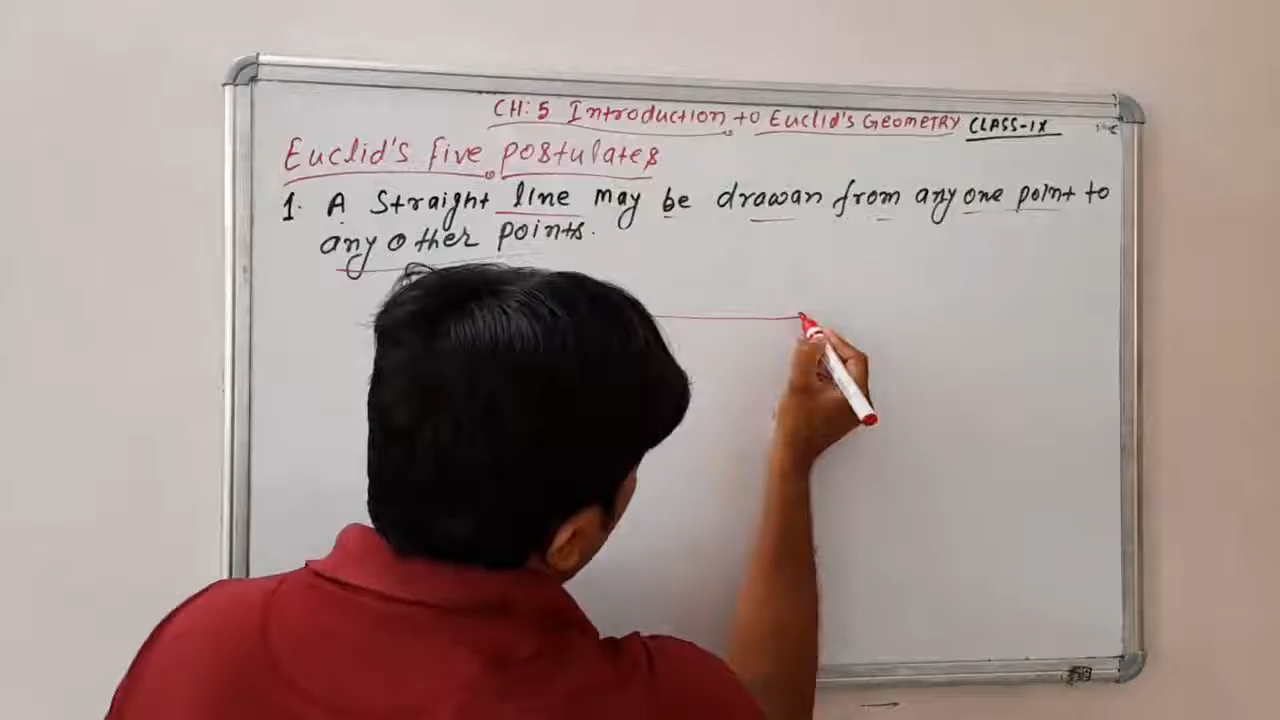 CH: 5 Introduction to Euclid's Geometry CLASS-IX
Euclid's five postulates
1. A Straight line may be drawan from any one point to
any other points.